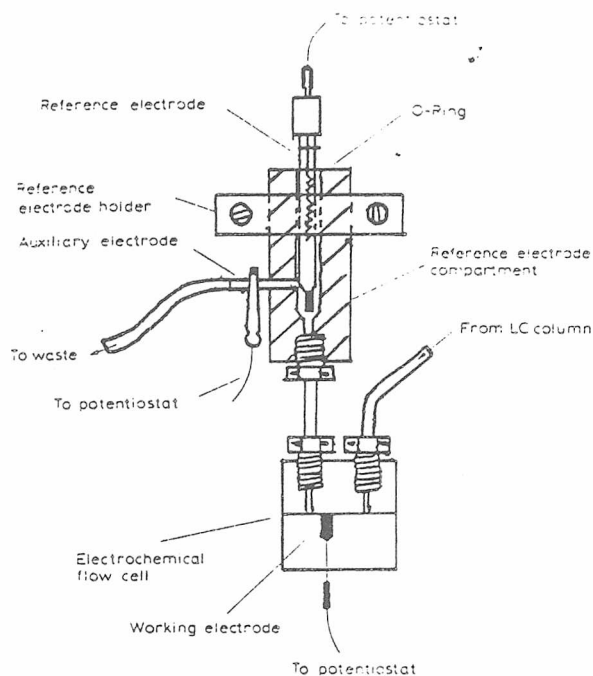 To potentiostat
Reference electrode
O-Ring
Reference
electrode holder
Auxiliary electrode
Reference electrode
compartment
From LC column
To waste
To potentiostat
Electrochemical
flow cell
Working electrode
To potentiostat